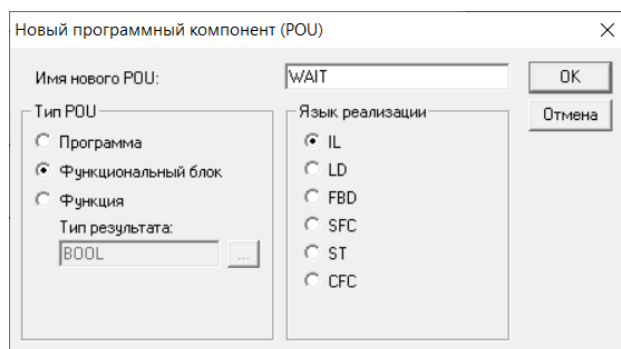 Новый программный компонент (POU)
Имя нового POU:
WAIT
OK
Отмена
Тип POU
Программа
Функциональный блок
Функция
Тип результата:
BOOL
...
Язык реализации
IL
LD
FBD
SFC
ST
CFC